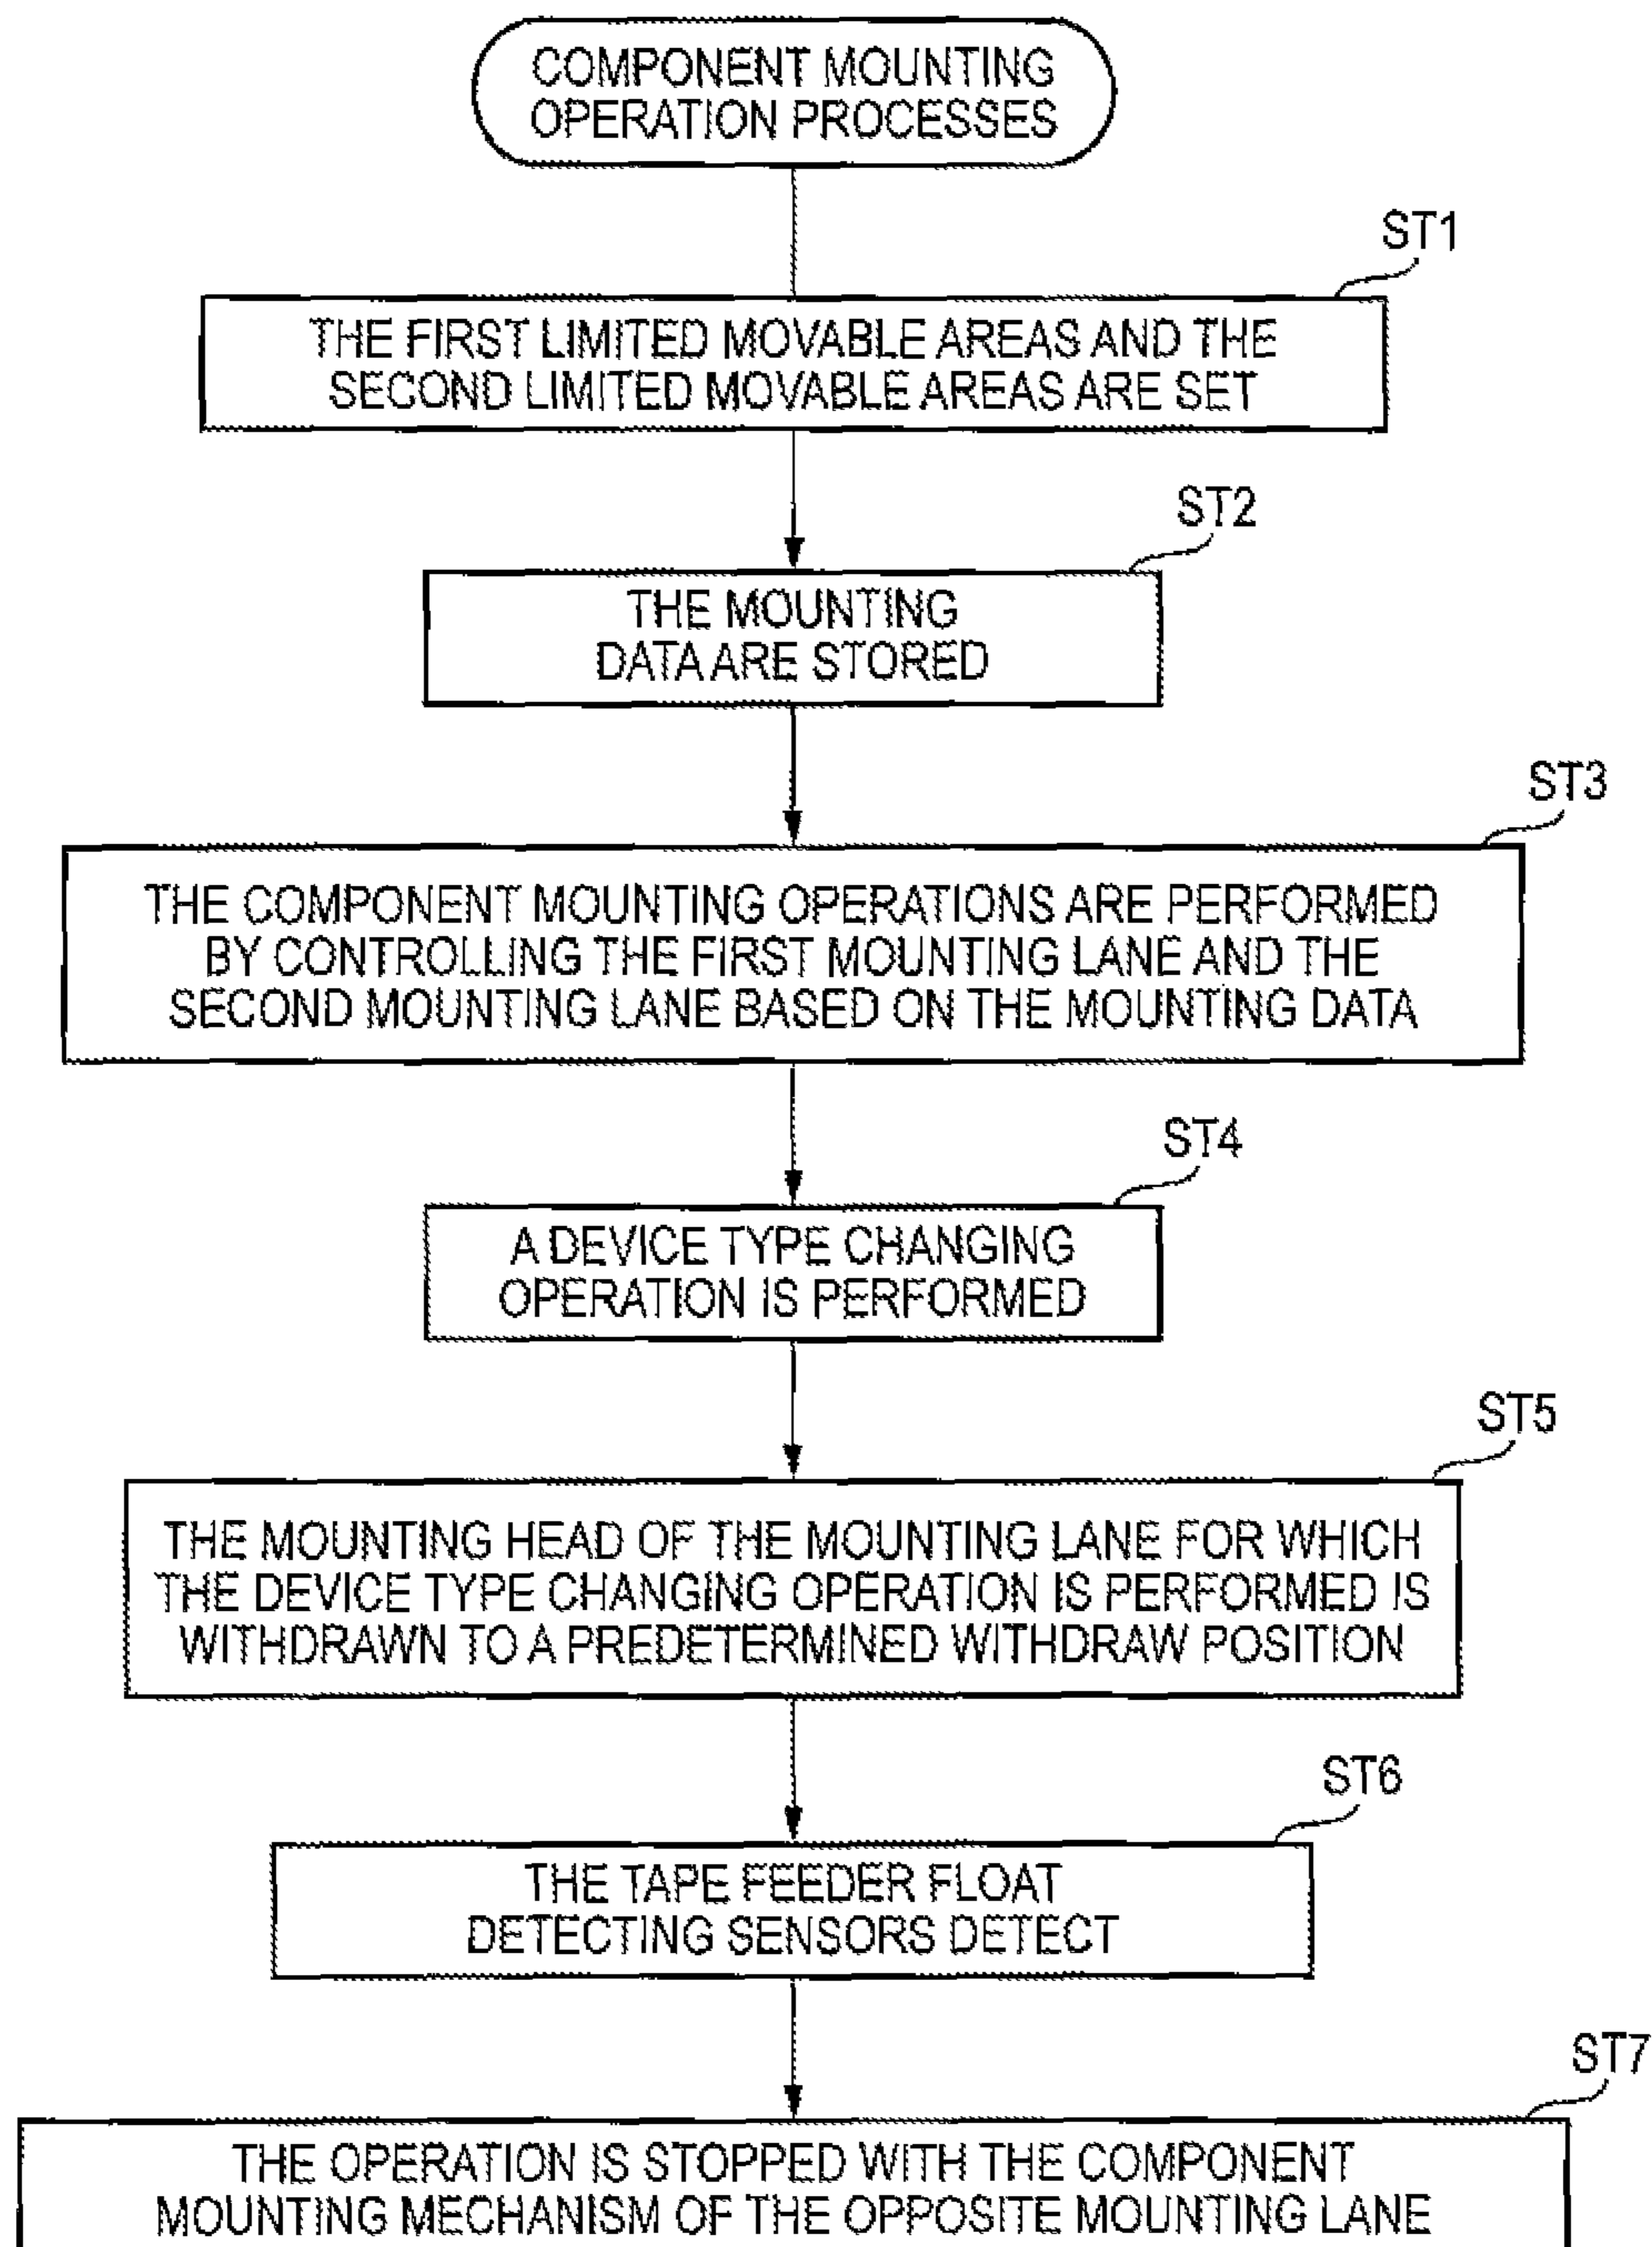 COMPONENT MOUNTING
OPERATION PROCESSES
ST1
THE FIRST LIMITED MOVABLE AREAS AND THE
SECOND LIMITED MOVABLE AREAS ARE SET
ST2
THE MOUNTING
DATA ARE STORED
ST3
THE COMPONENT MOUNTING OPERATIONS ARE PERFORMED
BY CONTROLLING THE FIRST MOUNTING LANE AND THE
SECOND MOUNTING LANE BASED ON THE MOUNTING DATA
ST4
A DEVICE TYPE CHANGING
OPERATION IS PERFORMED
ST5
THE MOUNTING HEAD OF THE MOUNTING LANE FOR WHICH
THE DEVICE TYPE CHANGING OPERATION IS PERFORMED IS
WITHDRAWN TO A PREDETERMINED WITHDRAW POSITION
ST6
THE TAPE FEEDER FLOAT
DETECTING SENSORS DETECT
ST7
THE OPERATION IS STOPPED WITH THE COMPONENT
MOUNTING MECHANISM OF THE OPPOSITE MOUNTING LANE